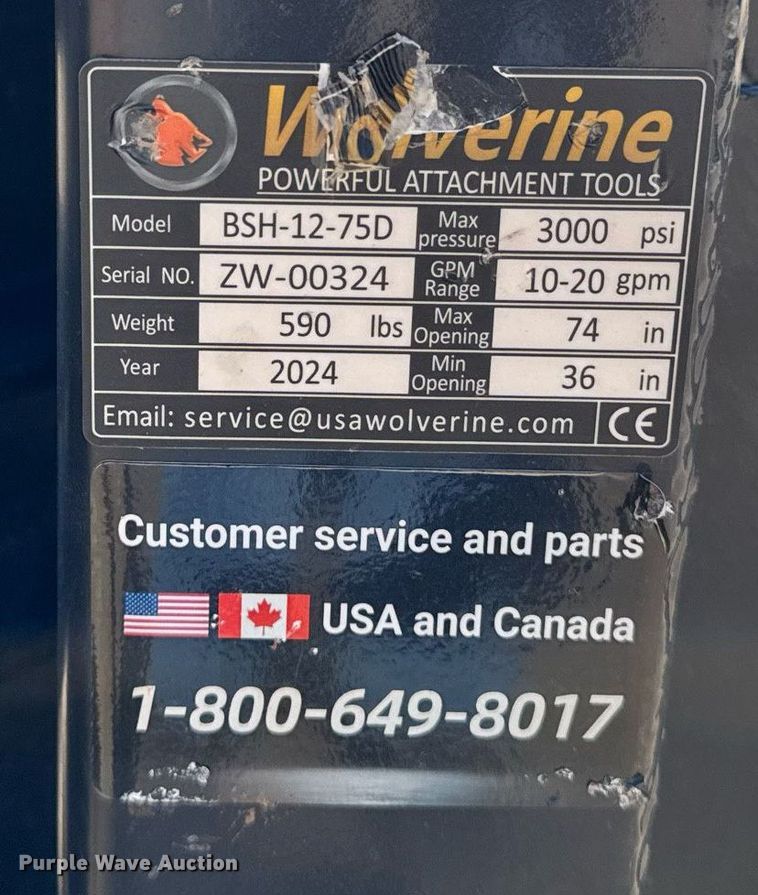 Wolverine
POWERFUL ATTACHMENT TOOLS
Model BSH-12-75D Max pressure 3000 psi
Serial NO. ZW-00324 GPM Range 10-20 gpm
Weight 590 lbs Max Opening 74 in
Year 2024 Min Opening 36 in
Email: service@usawolverine.com CE
Customer service and parts
USA and Canada
1-800-649-8017
Purple Wave Auction